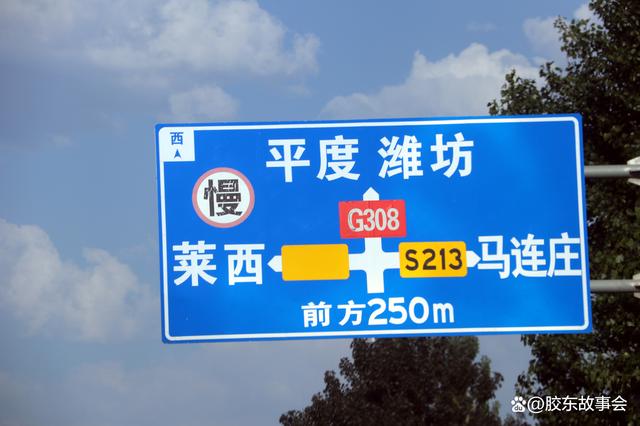 西
平度 潍坊
慢
G308
莱西
S213
马连庄
前方250m
@胶东故事会